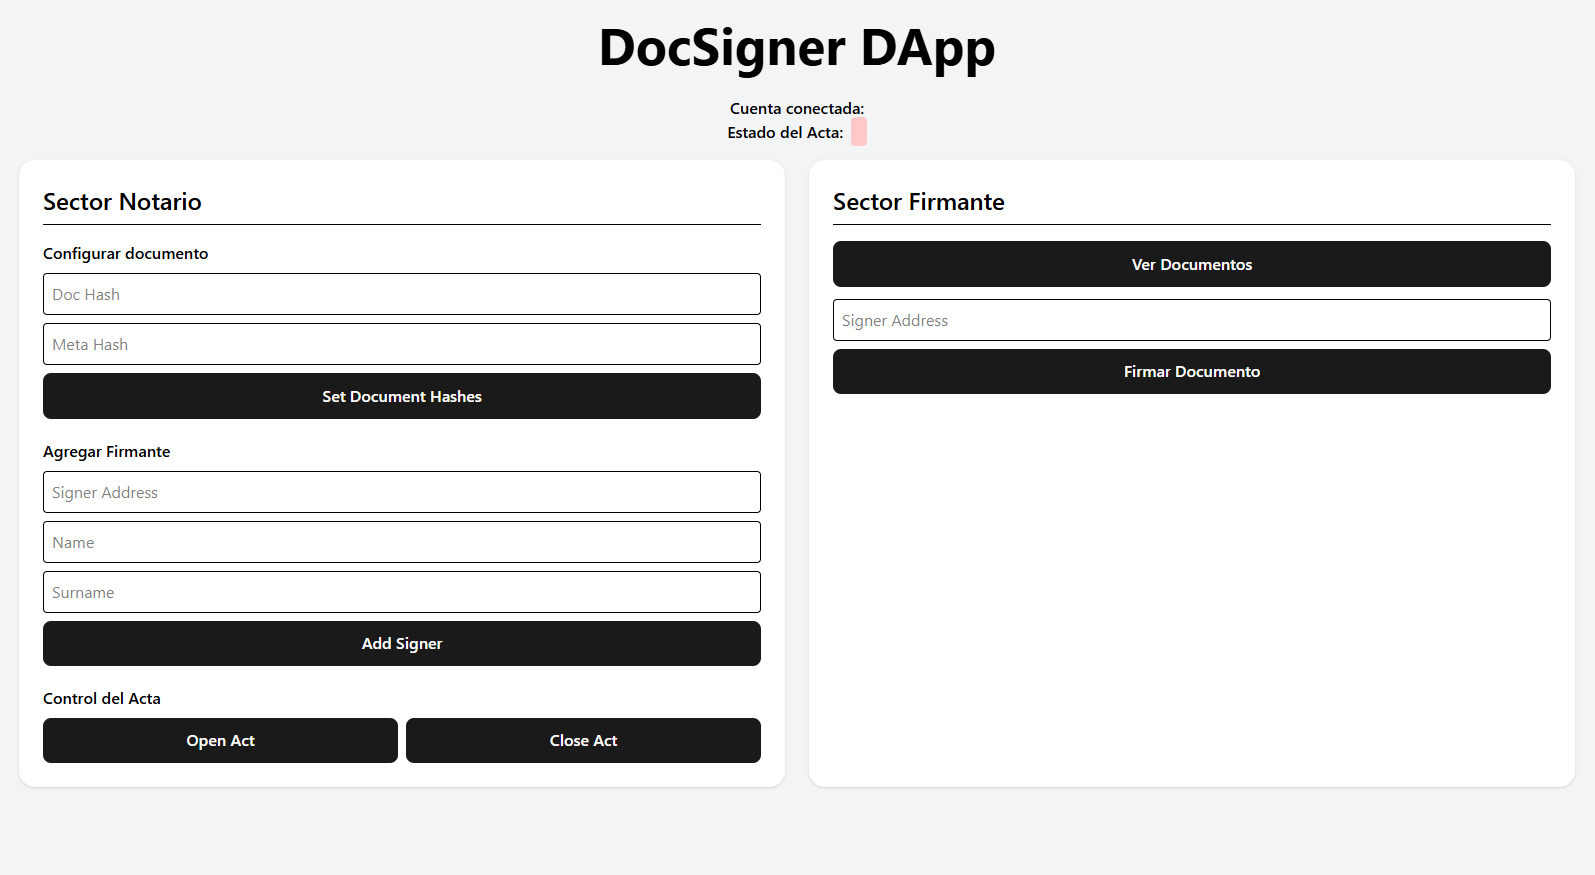 DocSigner DApp
Cuenta conectada:
Estado del Acta:
Sector Notario
Configurar documento
Doc Hash
Meta Hash
Set Document Hashes
Agregar Firmante
Signer Address
Name
Surname
Add Signer
Control del Acta
Open Act
Close Act
Sector Firmante
Ver Documentos
Signer Address
Firmar Documento